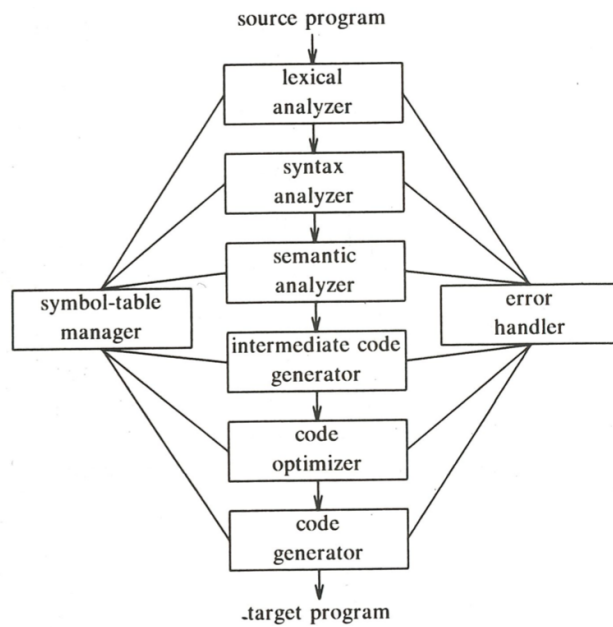 source program
lexical
analyzer
syntax
analyzer
semantic
analyzer
symbol-table
manager
error
handler
intermediate code
generator
code
optimizer
code
generator
target program